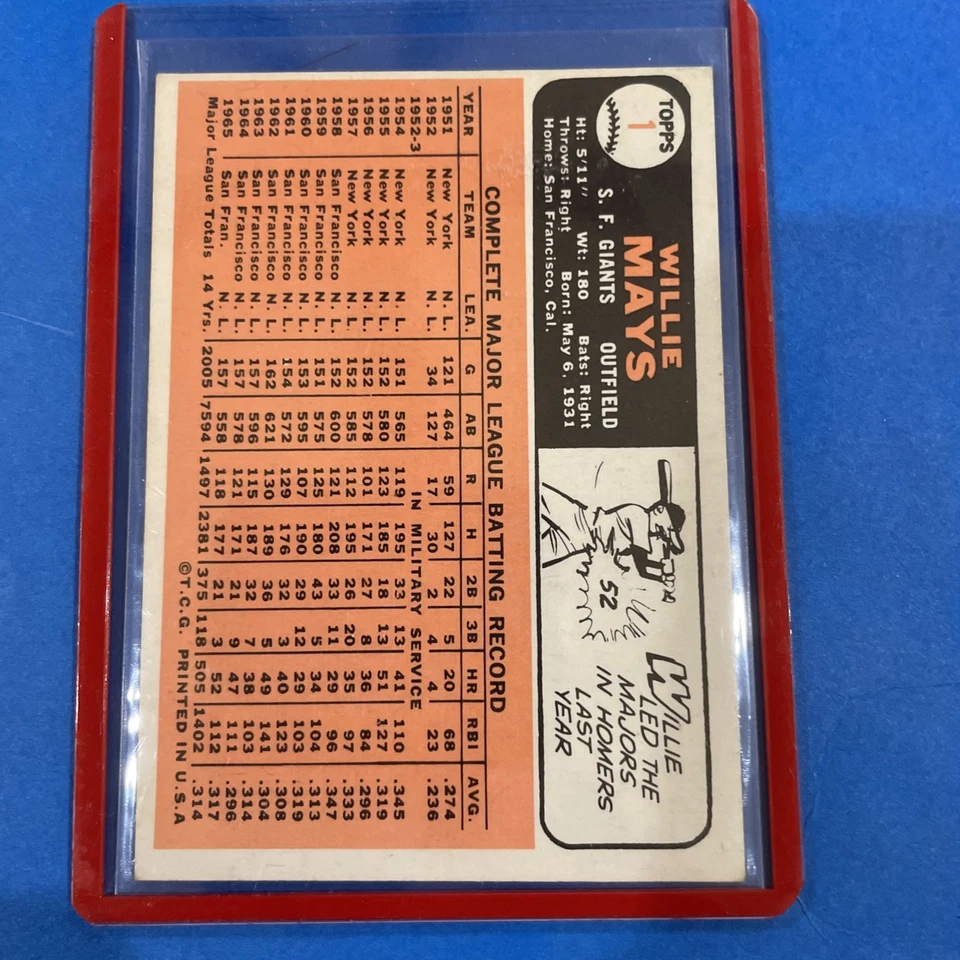 TOPPS
1
WILLIE
MAYS
S. F. GIANTS OUTFIELD
Ht: 5'11" Wt: 180 Bats: Right
Throws: Right Born: May 6, 1931
Home: San Francisco, Cal.
WILLIE
LED THE
MAJORS
IN HOMERS
LAST
YEAR
52
COMPLETE MAJOR LEAGUE BATTING RECORD
YEAR TEAM LEA. G AB R H 2B 3B HR RBI AVG.
1951 New York N. L. 121 464 59 127 22 5 20 68 .274
1952 New York N. L. 34 127 17 30 2 4 4 23 .236
1952-3 IN MILITARY SERVICE
1954 New York N. L. 151 565 119 195 33 13 41 110 .345
1955 New York N. L. 152 580 123 185 18 13 51 127 .319
1956 New York N. L. 152 578 101 171 27 8 36 84 .296
1957 New York N. L. 152 585 112 195 26 20 35 97 .333
1958 San Francisco N. L. 152 600 121 208 33 11 29 96 .347
1959 San Francisco N. L. 151 575 125 180 43 5 34 104 .313
1960 San Francisco N. L. 153 595 107 190 29 12 29 103 .319
1961 San Francisco N. L. 154 572 129 176 32 3 40 123 .308
1962 San Francisco N. L. 162 621 130 189 36 5 49 141 .304
1963 San Francisco N. L. 157 596 115 187 32 7 38 103 .314
1964 San Francisco N. L. 157 578 121 171 21 9 47 111 .296
1965 San Fran. N. L. 157 558 118 177 21 3 52 112 .317
Major League Totals 14 Yrs. 2005 7594 1497 2381 375 118 505 1402 .314
©T.C.G. PRINTED IN U.S.A